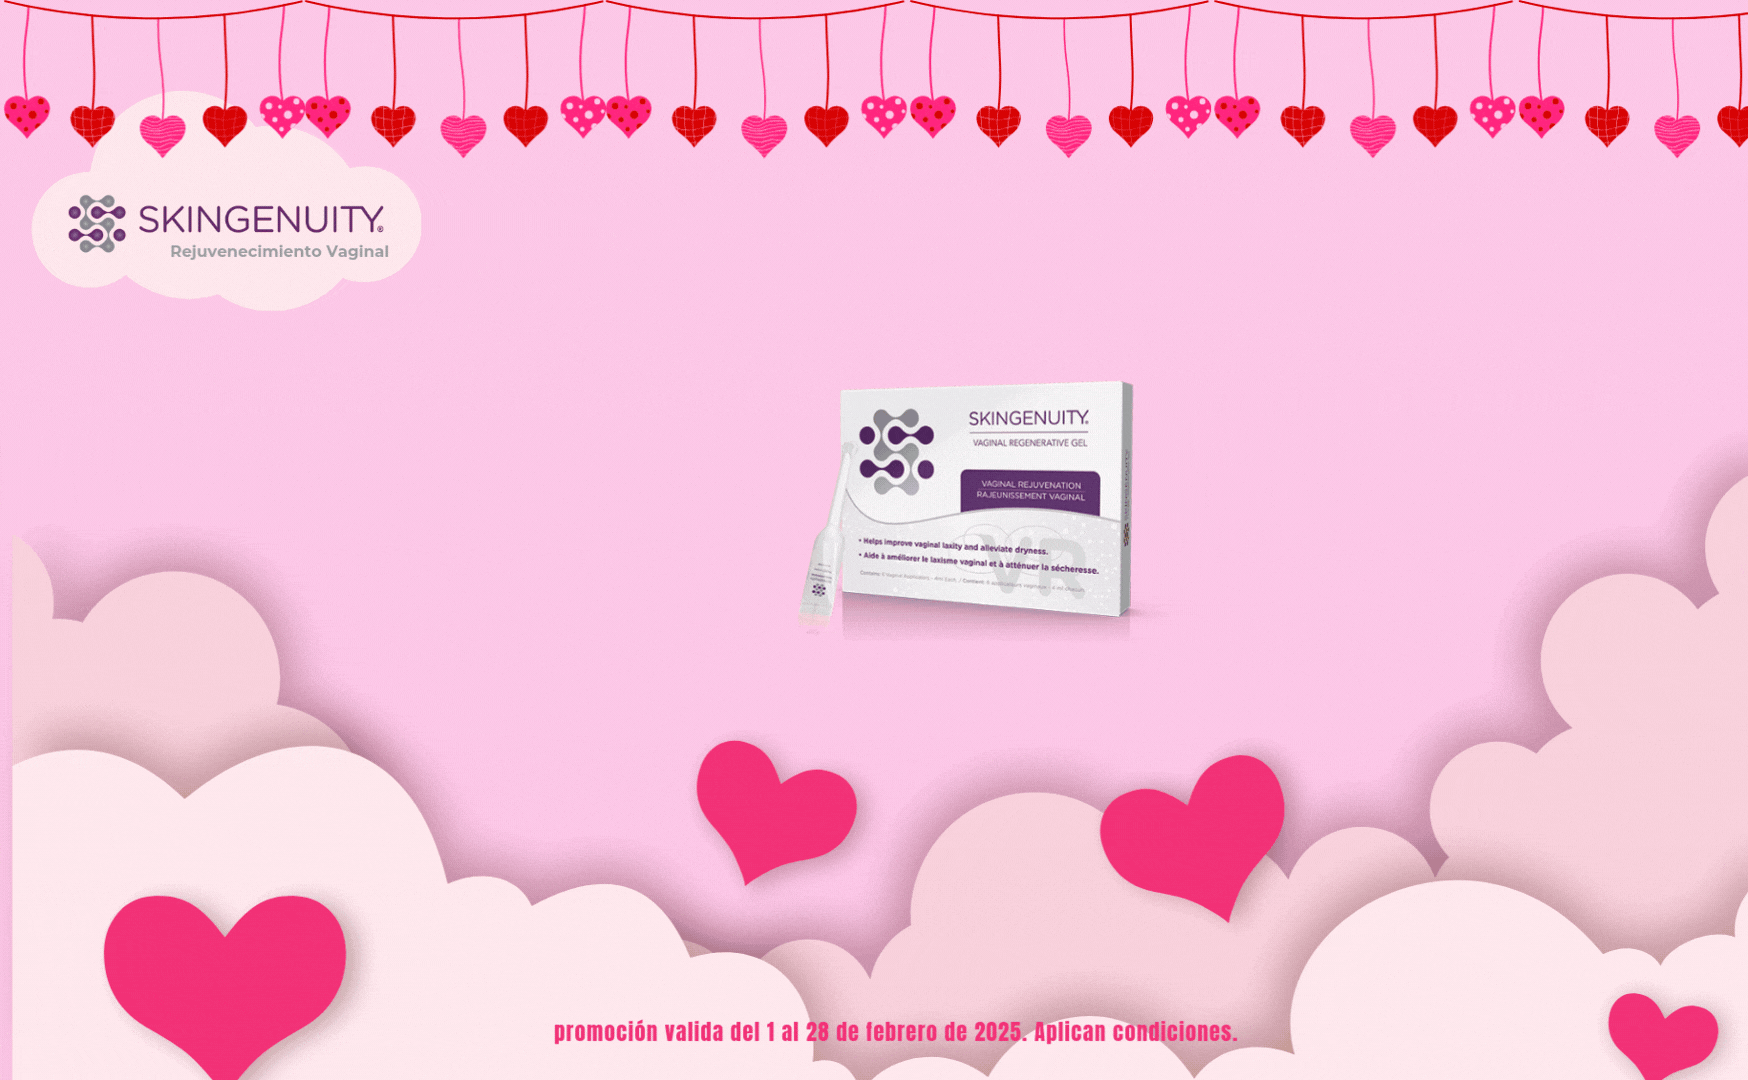 SKINGENUITY®
Rejuvenecimiento Vaginal
SKINGENUITY®
VAGINAL REGENERATIVE GEL
VAGINAL REJUVENATION
RAJEUNISSEMENT VAGINAL
VR
• Helps improve vaginal laxity and alleviate dryness.
• Aide à améliorer le laxisme vaginal et à atténuer la sécheresse.
SKINGENUITY
promoción valida del 1 al 28 de febrero de 2025. Aplican condiciones.